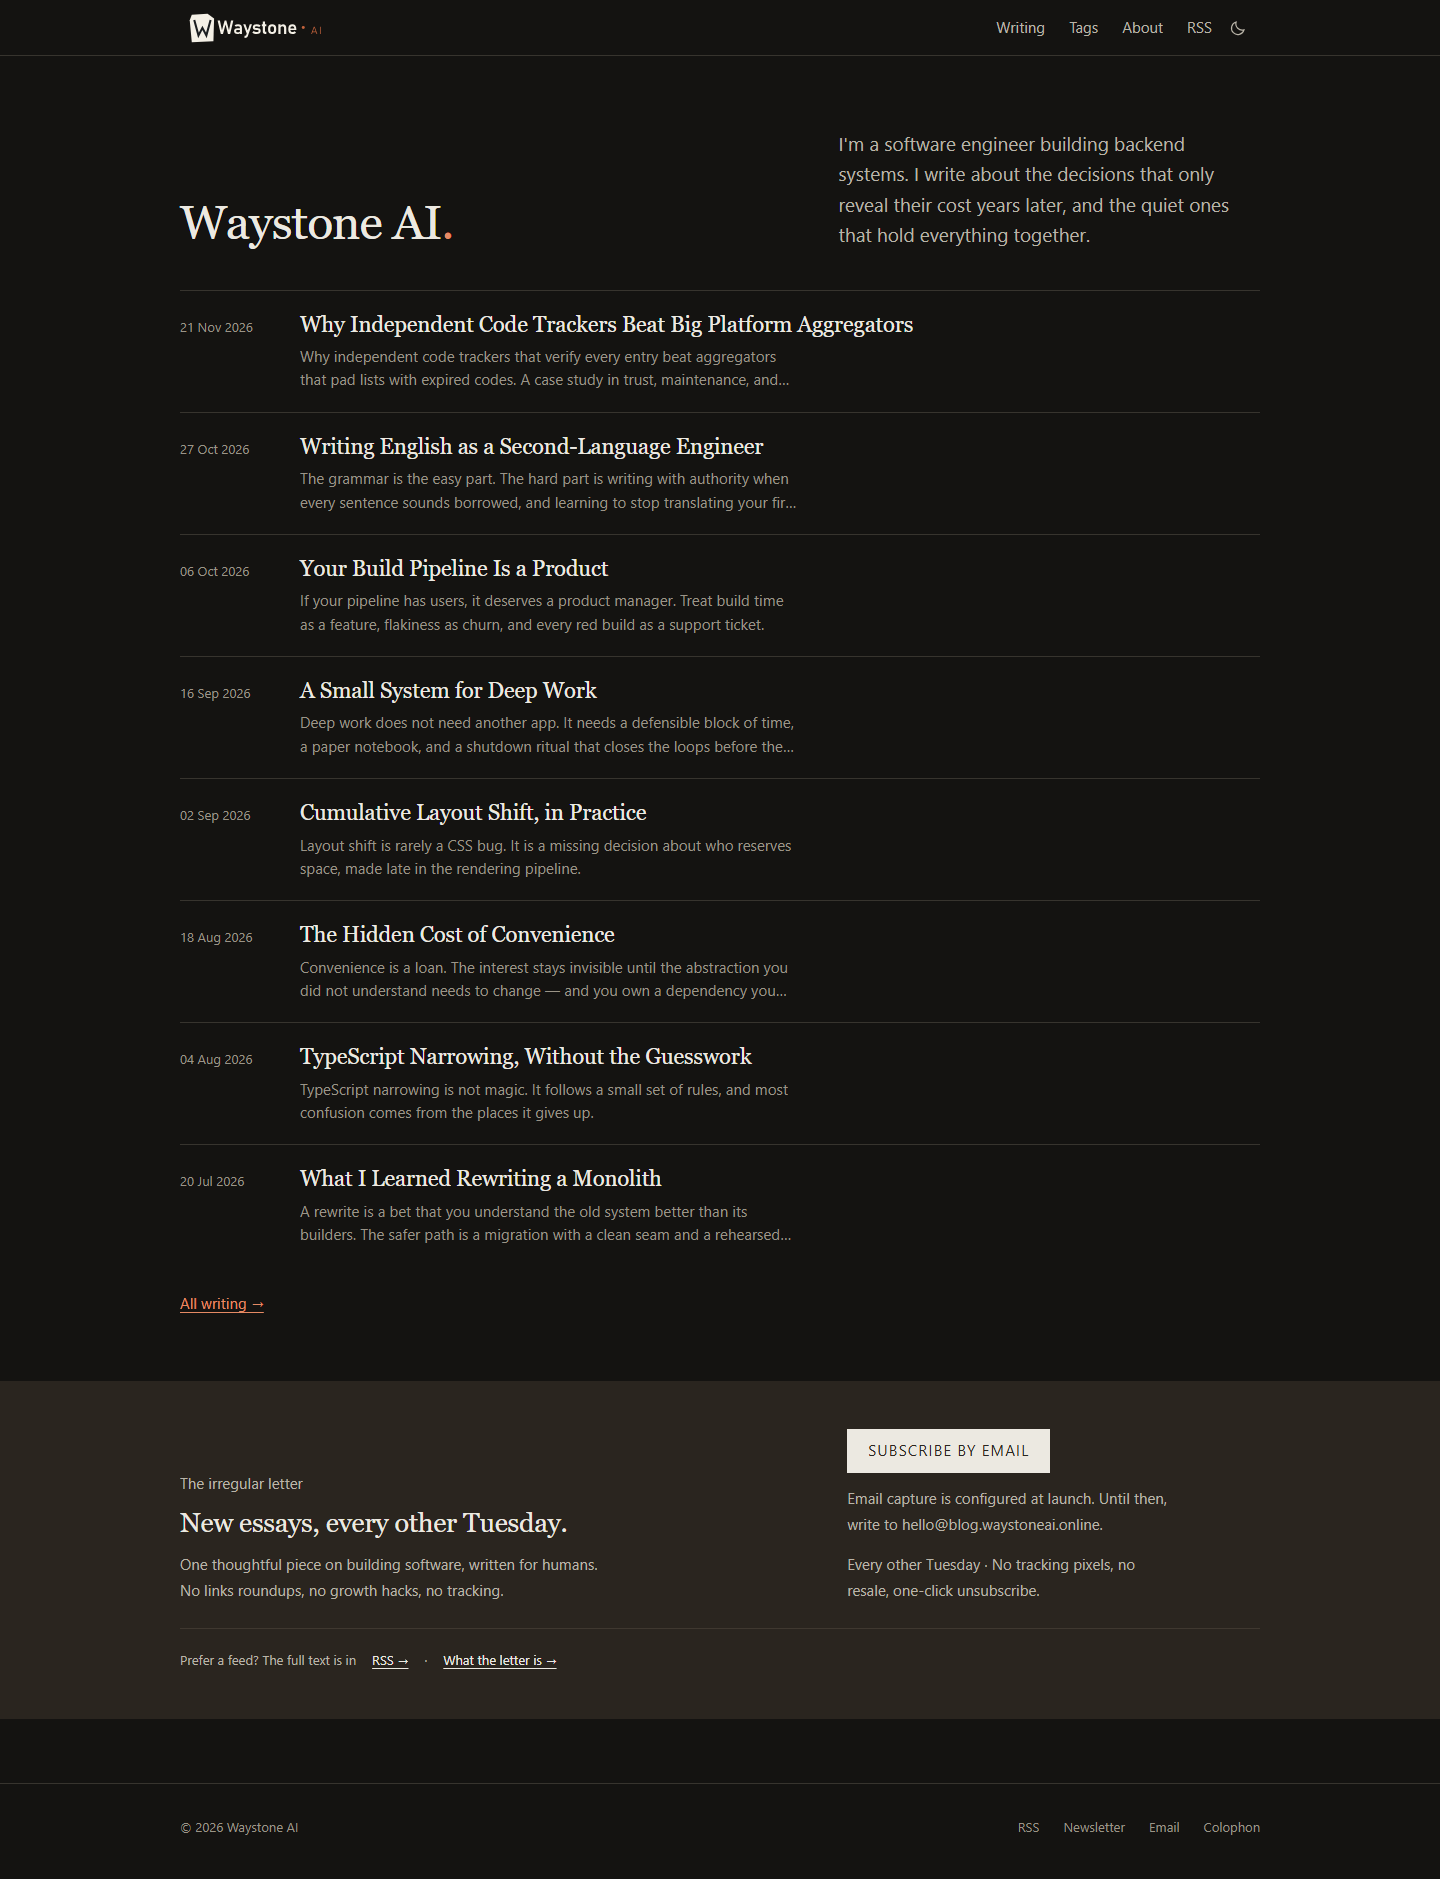 W Waystone · AI
Writing Tags About RSS
Waystone AI.
I'm a software engineer building backend
systems. I write about the decisions that only
reveal their cost years later, and the quiet ones
that hold everything together.
21 Nov 2026
Why Independent Code Trackers Beat Big Platform Aggregators
Why independent code trackers that verify every entry beat aggregators
that pad lists with expired codes. A case study in trust, maintenance, and…
27 Oct 2026
Writing English as a Second-Language Engineer
The grammar is the easy part. The hard part is writing with authority when
every sentence sounds borrowed, and learning to stop translating your fir…
06 Oct 2026
Your Build Pipeline Is a Product
If your pipeline has users, it deserves a product manager. Treat build time
as a feature, flakiness as churn, and every red build as a support ticket.
16 Sep 2026
A Small System for Deep Work
Deep work does not need another app. It needs a defensible block of time,
a paper notebook, and a shutdown ritual that closes the loops before the…
02 Sep 2026
Cumulative Layout Shift, in Practice
Layout shift is rarely a CSS bug. It is a missing decision about who reserves
space, made late in the rendering pipeline.
18 Aug 2026
The Hidden Cost of Convenience
Convenience is a loan. The interest stays invisible until the abstraction you
did not understand needs to change — and you own a dependency you…
04 Aug 2026
TypeScript Narrowing, Without the Guesswork
TypeScript narrowing is not magic. It follows a small set of rules, and most
confusion comes from the places it gives up.
20 Jul 2026
What I Learned Rewriting a Monolith
A rewrite is a bet that you understand the old system better than its
builders. The safer path is a migration with a clean seam and a rehearsed…
All writing →
The irregular letter
New essays, every other Tuesday.
One thoughtful piece on building software, written for humans.
No links roundups, no growth hacks, no tracking.
SUBSCRIBE BY EMAIL
Email capture is configured at launch. Until then,
write to hello@blog.waystoneai.online.
Every other Tuesday · No tracking pixels, no
resale, one-click unsubscribe.
Prefer a feed? The full text is in RSS → · What the letter is →
© 2026 Waystone AI
RSS Newsletter Email Colophon